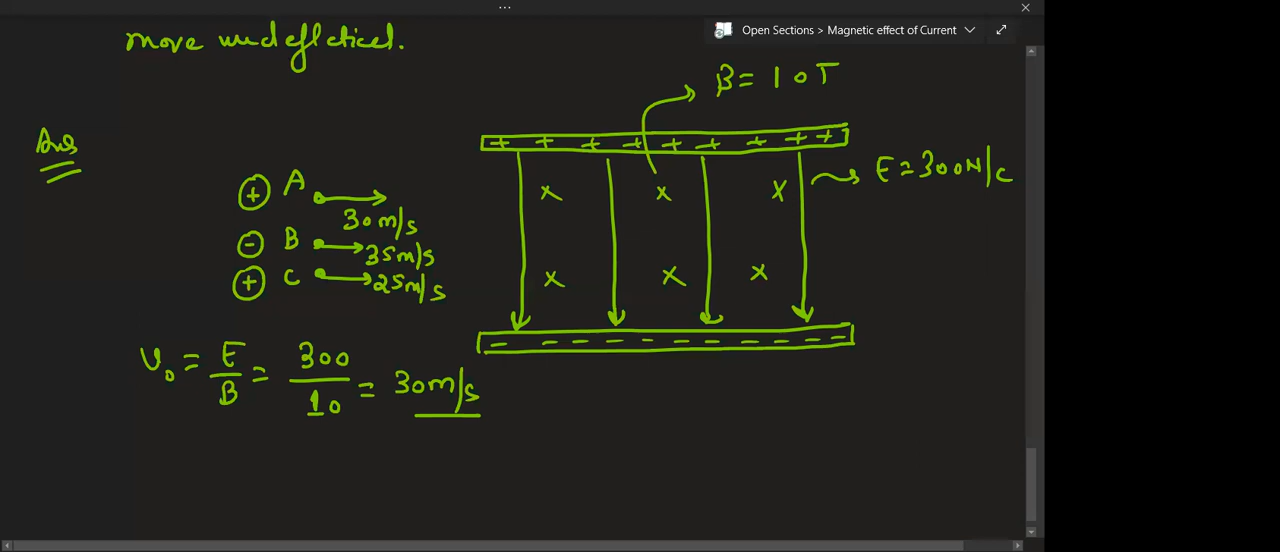 move undeflected.
Open Sections > Magnetic effect of Current
B = 10T
+ + + + + + + + +
Ans
E = 300N/C
+ A
30m/s
- B
35m/s
+ C
25m/s
x x x
x x x
- - - - - - - - -
v₀ = E/B = 300/10 = 30m/s